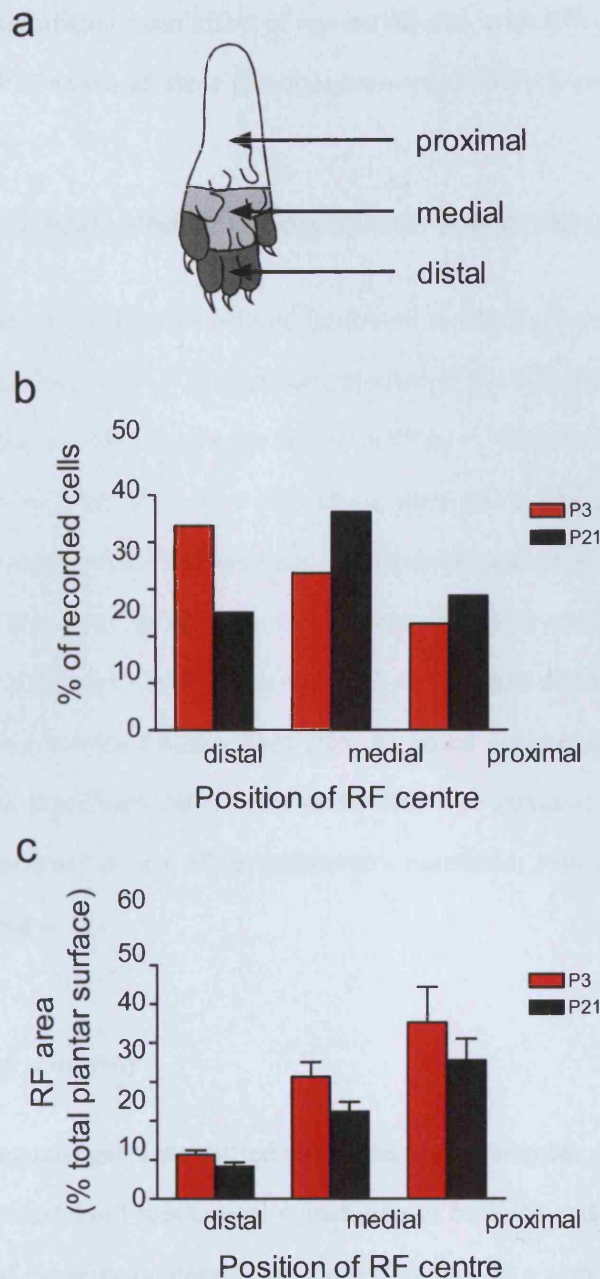 a
proximal
medial
distal
b
% of recorded cells
50
40
30
20
10
0
P3
P21
distal medial proximal
Position of RF centre
c
RF area
(% total plantar surface)
60
50
40
30
20
10
0
P3
P21
distal medial proximal
Position of RF centre